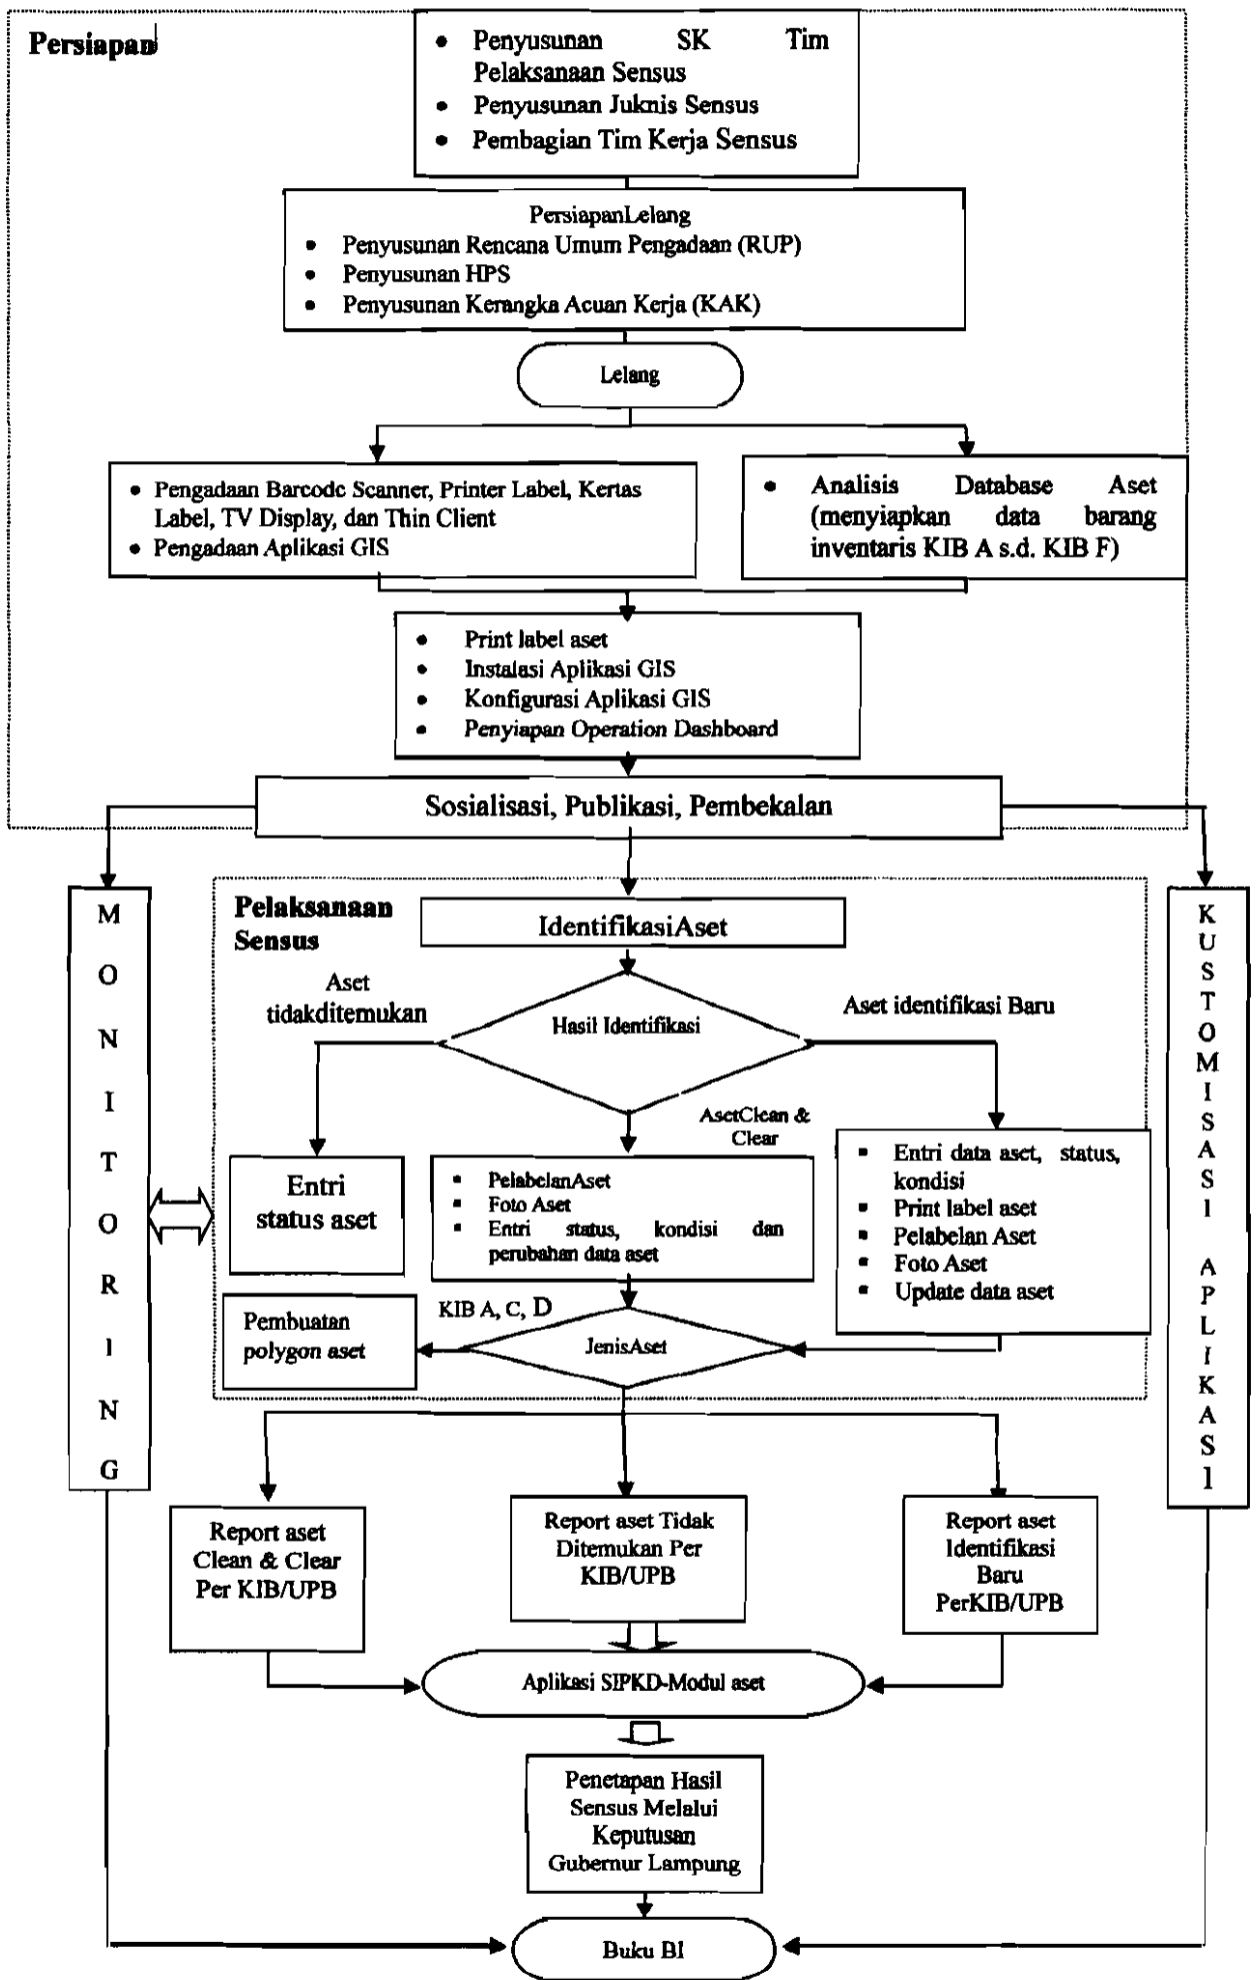 Persiapan
• Penyusunan SK Tim
Pelaksanaan Sensus
• Penyusunan Juknis Sensus
• Pembagian Tim Kerja Sensus
PersiapanLelang
• Penyusunan Rencana Umum Pengadaan (RUP)
• Penyusunan HPS
• Penyusunan Kerangka Acuan Kerja (KAK)
Lelang
• Pengadaan Barcode Scanner, Printer Label, Kertas
Label, TV Display, dan Thin Client
• Pengadaan Aplikasi GIS
• Analisis Database Aset
(menyiapkan data barang
inventaris KIB A s.d. KIB F)
• Print label aset
• Instalasi Aplikasi GIS
• Konfigurasi Aplikasi GIS
• Penyiapan Operation Dashboard
Sosialisasi, Publikasi, Pembekalan
MONITORING
Pelaksanaan
Sensus
IdentifikasiAset
Aset
tidakditemukan
Hasil Identifikasi
Aset identifikasi Baru
AsetClean &
Clear
Entri
status aset
▪ PelabelanAset
▪ Foto Aset
▪ Entri status, kondisi dan
perubahan data aset
▪ Entri data aset, status,
kondisi
▪ Print label aset
▪ Pelabelan Aset
▪ Foto Aset
▪ Update data aset
KIB A, C, D
Pembuatan
polygon aset
JenisAset
KUSTOMISASI APLIKASI
Report aset
Clean & Clear
Per KIB/UPB
Report aset Tidak
Ditemukan Per
KIB/UPB
Report aset
Identifikasi
Baru
PerKIB/UPB
Aplikasi SIPKD-Modul aset
Penetapan Hasil
Sensus Melalui
Keputusan
Gubernur Lampung
Buku BI